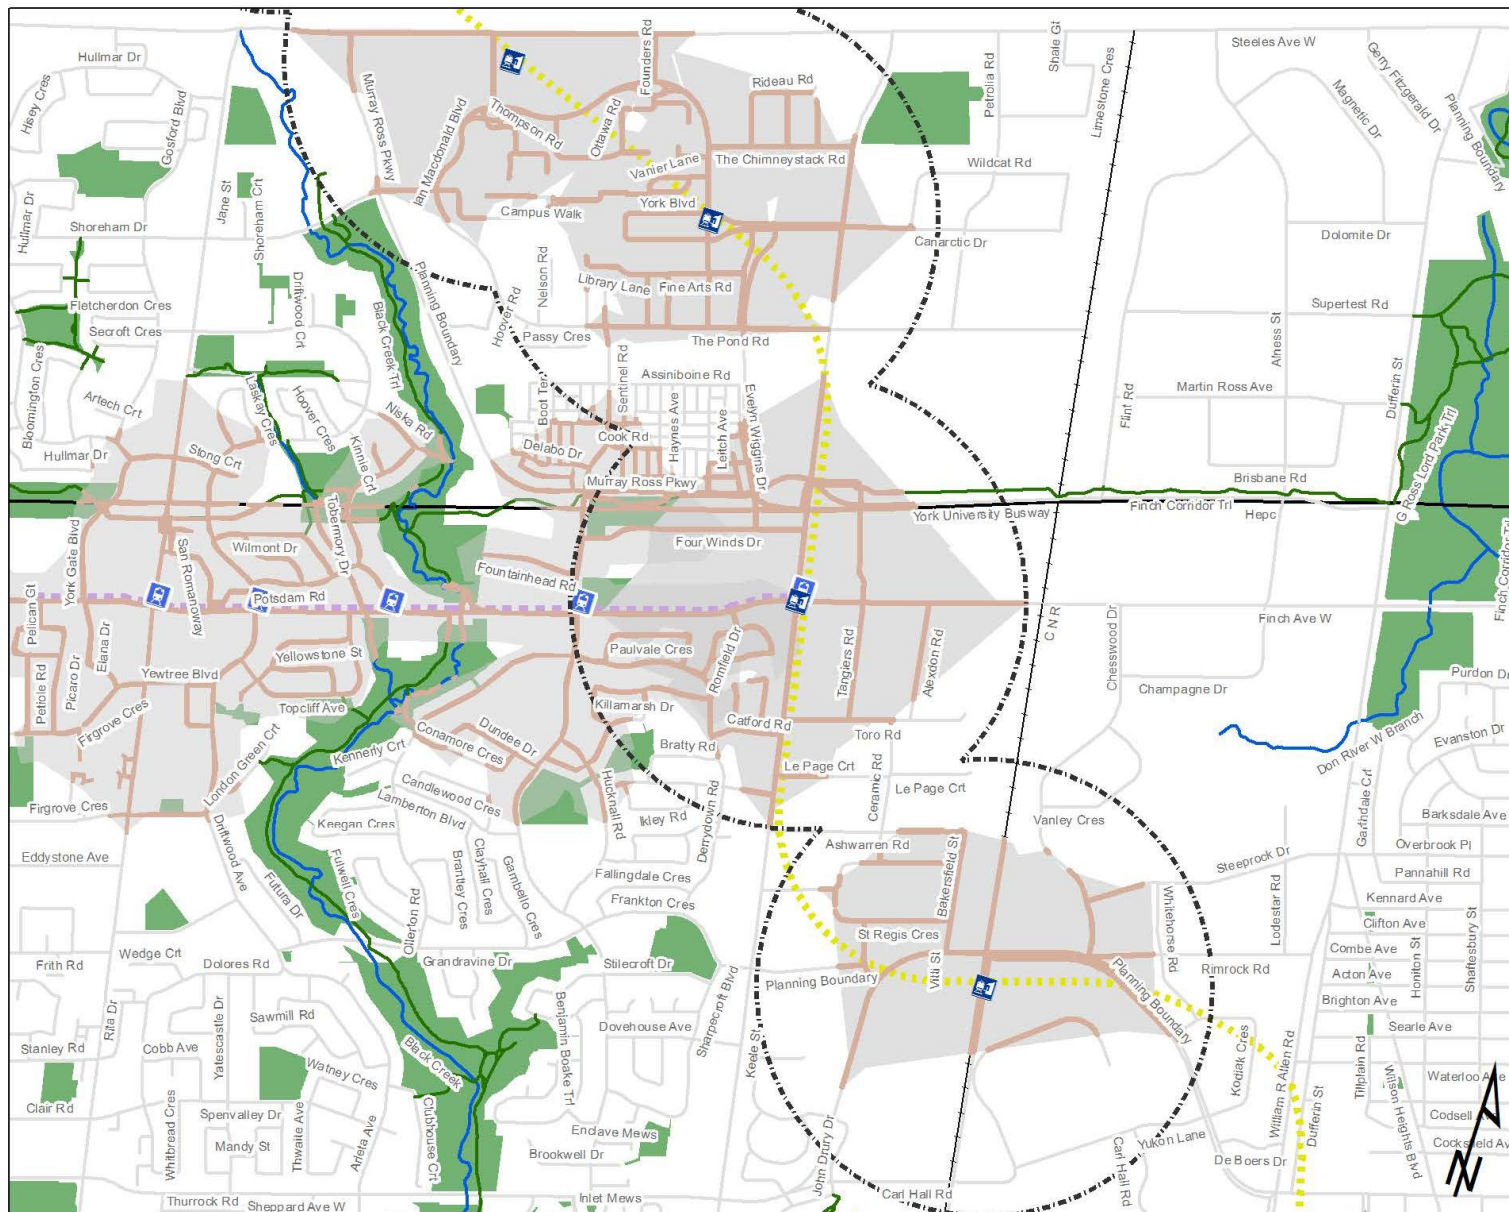 Steeles Ave W
Gerry Fitzgerald Dr
Shale Gt
Founders Rd
Hullmar Dr
Petrolia Rd
Limestone Cres
Rideau Rd
Hisey Cres
Gosford Blvd
Murray Ross Pkwy
Ian Macdonald Blvd
Thompson Rd
Ottawa Rd
Magnetic Dr
Planning Boundary
Vanier Lane
The Chimneystack Rd
Wildcat Rd
Jane St
Shoreham Crt
Hullmar Dr
Shoreham Dr
Campus Walk
York Blvd
Canarctic Dr
Dolomite Dr
Driftwood Crt
Black Creek Trl
Planning Boundary
Hoover Rd
Nelson Rd
Library Lane
Fine Arts Rd
Fletcherdon Cres
Secroft Cres
Supertest Rd
Alness St
Passy Cres
The Pond Rd
Bloomington Cres
Artech Crt
Laskay Cres
Hoover Cres
Niska Rd
Boot Ter
Sentinel Rd
Assiniboine Rd
Haynes Ave
Leitch Ave
Evelyn Wiggins Dr
Flint Rd
Martin Ross Ave
Dufferin St
G Ross Lord Park Trl
Hullmar Dr
Stong Crt
Kinnie Crt
Cook Rd
Delabo Dr
Murray Ross Pkwy
Brisbane Rd
York University Busway
Finch Corridor Trl
Hepc
Finch Corridor Trl
York Gate Blvd
San Romanoway
Wilmont Dr
Tobermory Dr
Four Winds Dr
Fountainhead Rd
Potsdam Rd
Pelican Gt
Elana Dr
C N R
Chesswood Dr
Finch Ave W
Petiole Rd
Picaro Dr
Yewtree Blvd
Yellowstone St
Paulvale Cres
Romfield Dr
Tangiers Rd
Alexdon Rd
Champagne Dr
Purdon Dr
Firgrove Cres
Topcliff Ave
London Green Crt
Kennerly Crt
Conamore Cres
Dundee Dr
Killamarsh Dr
Catford Rd
Bratty Rd
Toro Rd
Don River W Branch
Evanston Dr
Le Page Crt
Ceramic Rd
Le Page Crt
Firgrove Cres
Candlewood Cres
Lamberton Blvd
Hucknall Rd
Ikley Rd
Derrydown Rd
Keegan Cres
Vanley Cres
Garthdale Crt
Barksdale Ave
Eddystone Ave
Driftwood Ave
Futura Dr
Fulwell Cres
Ollerton Rd
Brantley Cres
Clayhall Cres
Gambello Cres
Fallingdale Cres
Frankton Cres
Ashwarren Rd
Bakersfield St
Steeprock Dr
Overbrook Pl
Pannahill Rd
Kennard Ave
Clifton Ave
Whitehorse Rd
Lodestar Rd
St Regis Cres
Combe Ave
Honiton St
Shaftesbury St
Frith Rd
Wedge Crt
Dolores Rd
Grandravine Dr
Stilecroft Dr
Planning Boundary
Vitti St
Planning Boundary
Rimrock Rd
Acton Ave
Brighton Ave
Rita Dr
Yatescastle Dr
Sawmill Rd
Benjamin Boake Trl
Dovehouse Ave
Sharpecroft Blvd
Keele St
Searle Ave
Stanley Rd
Cobb Ave
Watney Cres
Black Creek
Kodiak Cres
William R Allen Rd
Dufferin St
Tillplain Rd
Wilson Heights Blvd
Waterloo Ave
Clair Rd
Whitbread Cres
Spenvalley Dr
Mandy St
Thwaite Ave
Arleta Ave
Clubhouse Crt
Enclave Mews
Brookwell Dr
John Drury Dr
Carl Hall Rd
Yukon Lane
De Boers Dr
Codsell Ave
Cocksfield Av
Thurrock Rd
Sheppard Ave W
Inlet Mews
Carl Hall Rd
N